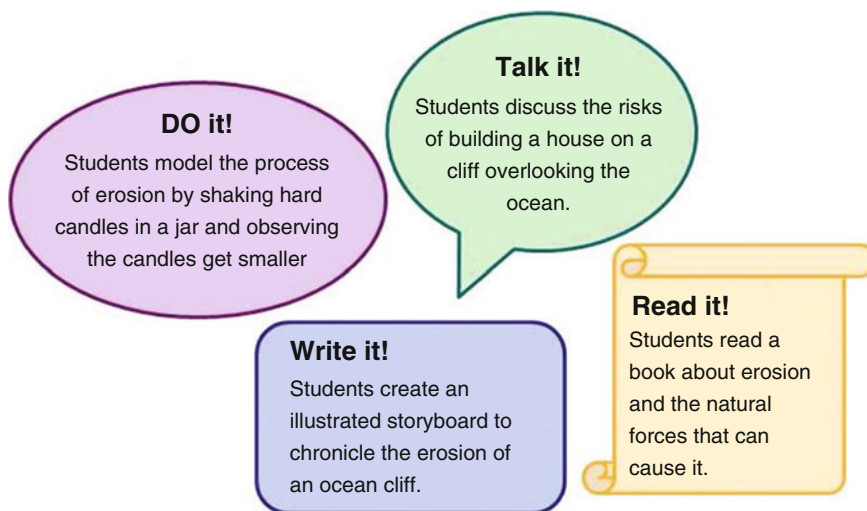 DO it!
Students model the process
of erosion by shaking hard
candles in a jar and observing
the candles get smaller
Talk it!
Students discuss the risks
of building a house on a
cliff overlooking the
ocean.
Write it!
Students create an
illustrated storyboard to
chronicle the erosion of
an ocean cliff.
Read it!
Students read a
book about erosion
and the natural
forces that can
cause it.